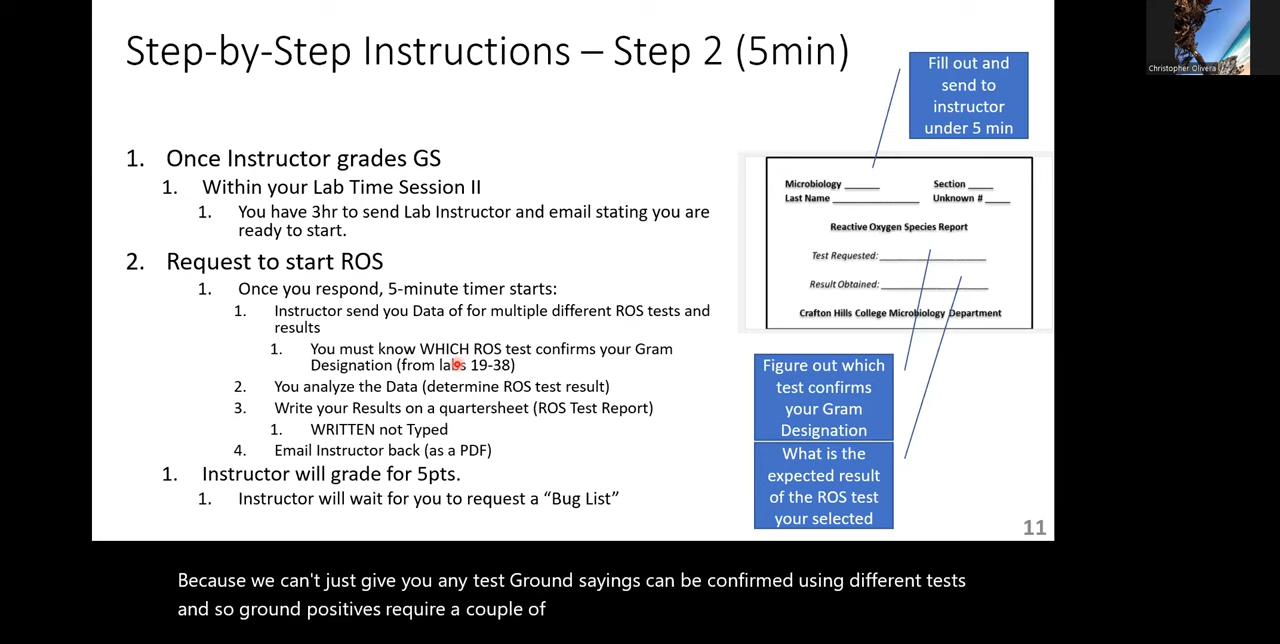 Step-by-Step Instructions – Step 2 (5min)
Fill out and
send to
instructor
under 5 min
Christopher Olivera
1. Once Instructor grades GS
1. Within your Lab Time Session II
1. You have 3hr to send Lab Instructor and email stating you are
ready to start.
2. Request to start ROS
1. Once you respond, 5-minute timer starts:
1. Instructor send you Data of for multiple different ROS tests and
results
1. You must know WHICH ROS test confirms your Gram
Designation (from labs 19-38)
2. You analyze the Data (determine ROS test result)
3. Write your Results on a quartersheet (ROS Test Report)
1. WRITTEN not Typed
4. Email Instructor back (as a PDF)
1. Instructor will grade for 5pts.
1. Instructor will wait for you to request a “Bug List”
Microbiology ______ Section ____
Last Name ______________ Unknown # ____
Reactive Oxygen Species Report
Test Requested: ________________
Result Obtained: ________________
Crafton Hills College Microbiology Department
Figure out which
test confirms
your Gram
Designation
What is the
expected result
of the ROS test
your selected
11
Because we can't just give you any test Ground sayings can be confirmed using different tests
and so ground positives require a couple of